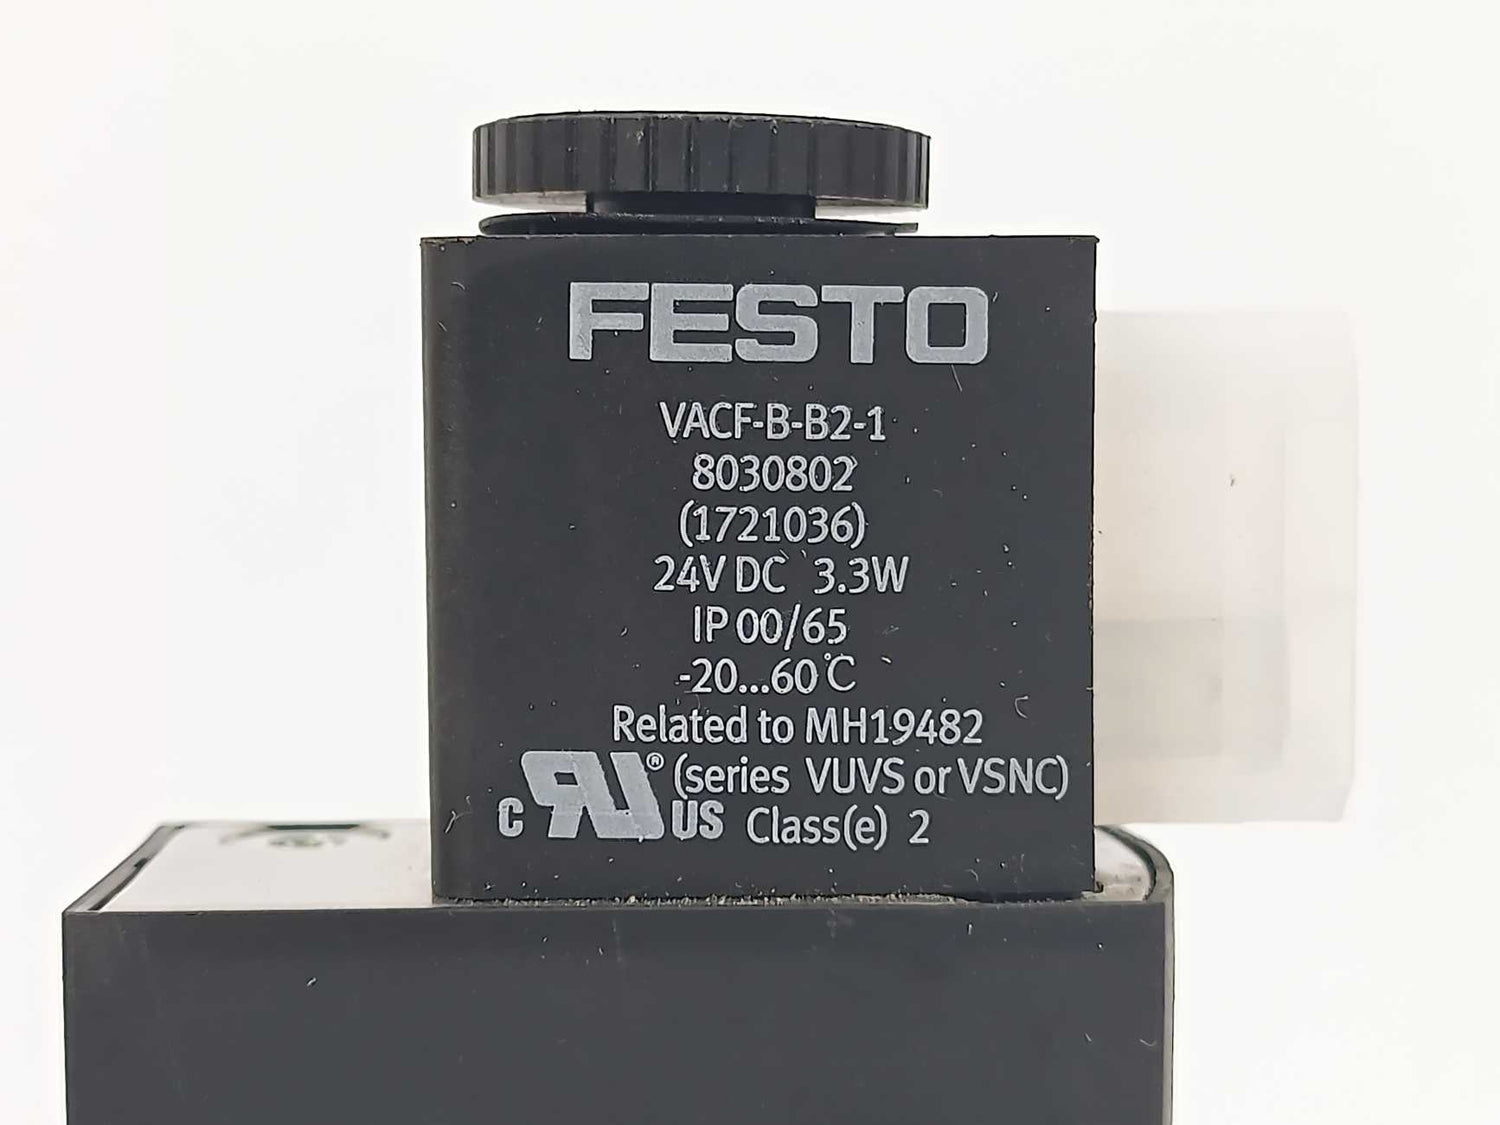 FESTO
VACF-B-B2-1
8030802
(1721036)
24V DC 3.3W
IP 00/65
-20...60°C
Related to MH19482
(series VUVS or VSNC)
c RU® US Class(e) 2